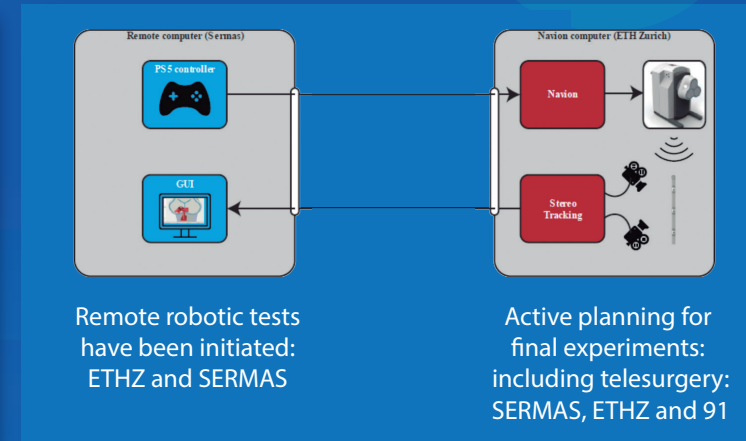 Remote computer (Sermas)
PS5 controller
GUI
Navion computer (ETH Zurich)
Navion
Stereo
Tracking
Remote robotic tests
have been initiated:
ETHZ and SERMAS
Active planning for
final experiments:
including telesurgery:
SERMAS, ETHZ and 91